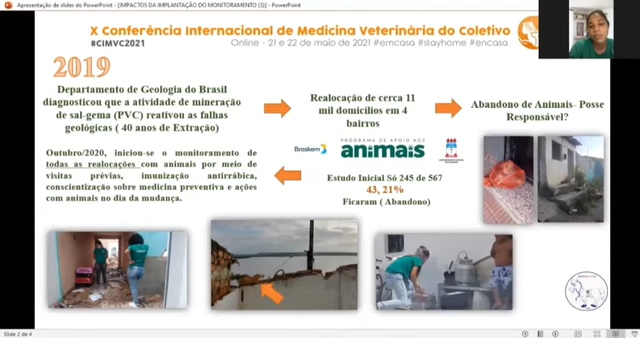 Apresentação de slides do PowerPoint - [IMPACTOS DA IMPLANTAÇÃO DO MONITORAMENTO (3)] - PowerPoint
X Conferência Internacional de Medicina Veterinária do Coletivo
#CIMVC2021
Online - 21 e 22 de maio de 2021 #emcasa #stayhome #encasa
2019
Departamento de Geologia do Brasil
diagnosticou que a atividade de mineração
de sal-gema (PVC) reativou as falhas
geológicas ( 40 anos de Extração)
Realocação de cerca 11
mil domicílios em 4
bairros
Abandono de Animais- Posse
Responsável?
Braskem
PROGRAMA DE APOIO AOS
animais
Outubro/2020, iniciou-se o monitoramento de
todas as realocações com animais por meio de
visitas prévias, imunização antirrábica,
conscientização sobre medicina preventiva e ações
com animais no dia da mudança.
Estudo Inicial Só 245 de 567
43, 21%
Ficaram ( Abandono)
Slide 2 de 4